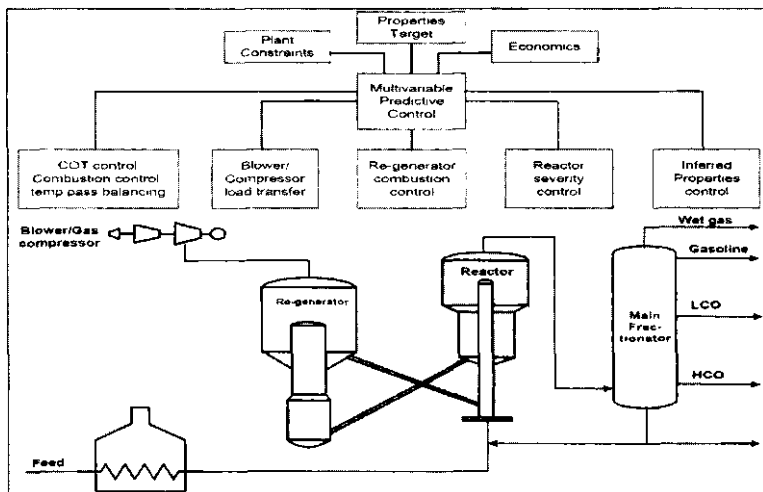 Properties
Target
Plant
Constraints
Economics
Multivariable
Predictive
Control
COT control
Combustion control
temp pass balancing
Blower/
Compressor
load transfer
Re-generator
combustion
control
Reactor
severity
control
Inferred
Properties
control
Blower/Gas
compressor
Wet gas
Gasoline
Reactor
Re-generator
LCO
Main
Frac-
tionator
HCO
Feed